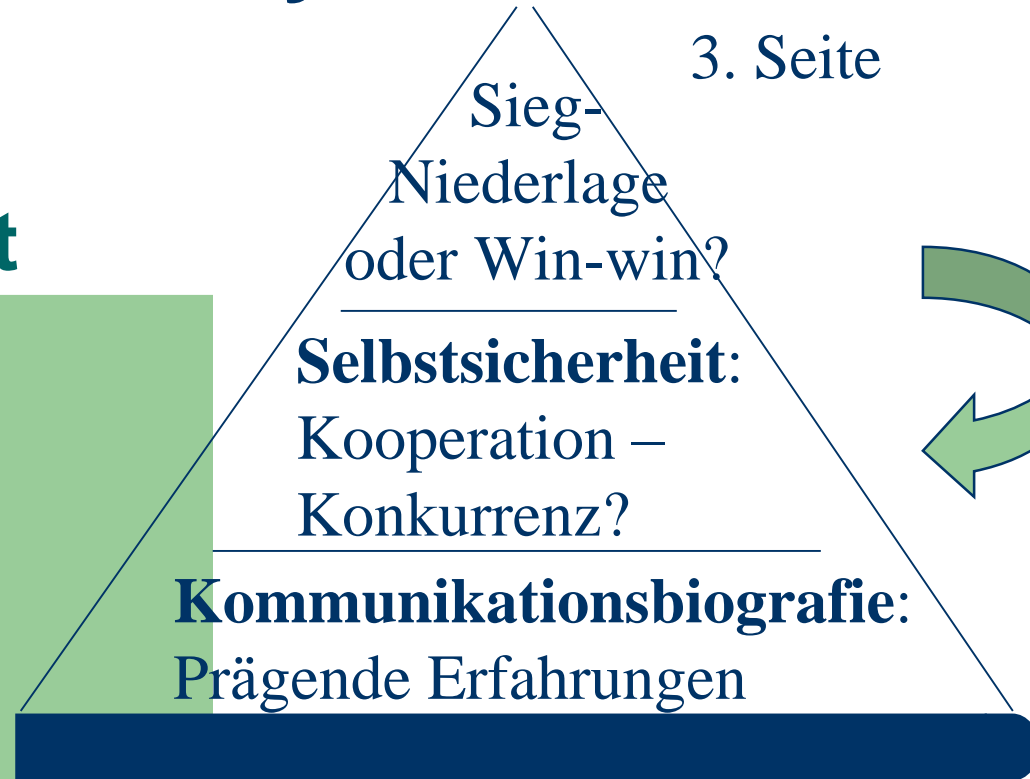 3. Seite
Sieg-
Niederlage
oder Win-win?
Selbstsicherheit:
Kooperation –
Konkurrenz?
Kommunikationsbiografie:
Prägende Erfahrungen